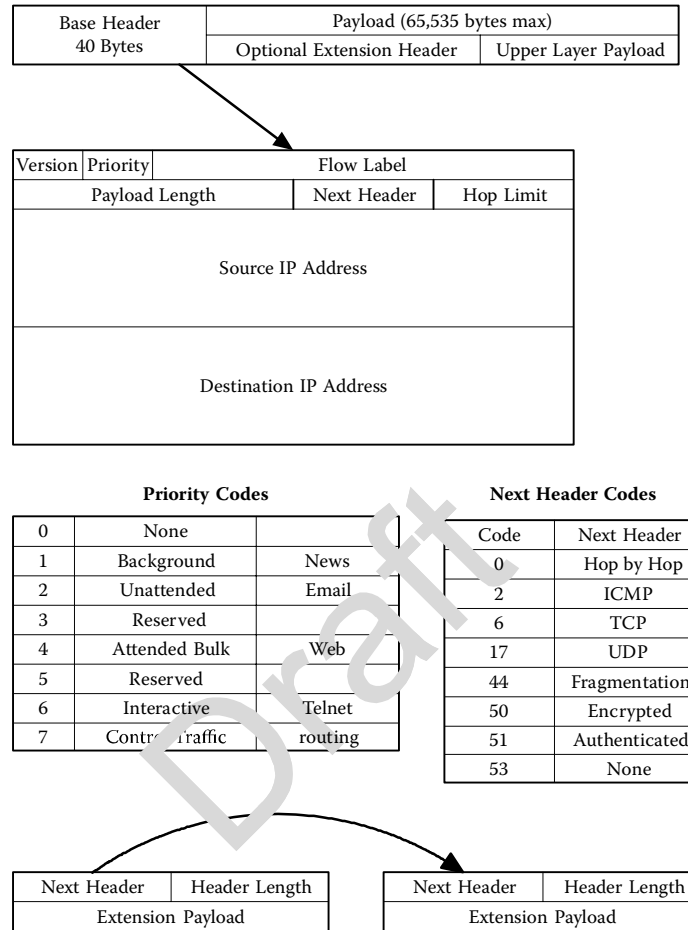 Base Header
40 Bytes
Payload (65,535 bytes max)
Optional Extension Header
Upper Layer Payload
Version
Priority
Flow Label
Payload Length
Next Header
Hop Limit
Source IP Address
Destination IP Address
Priority Codes
0 None
1 Background News
2 Unattended Email
3 Reserved
4 Attended Bulk Web
5 Reserved
6 Interactive Telnet
7 Control Traffic routing
Next Header Codes
Code Next Header
0 Hop by Hop
2 ICMP
6 TCP
17 UDP
44 Fragmentation
50 Encrypted
51 Authenticated
53 None
Draft
Next Header Header Length
Extension Payload
Next Header Header Length
Extension Payload